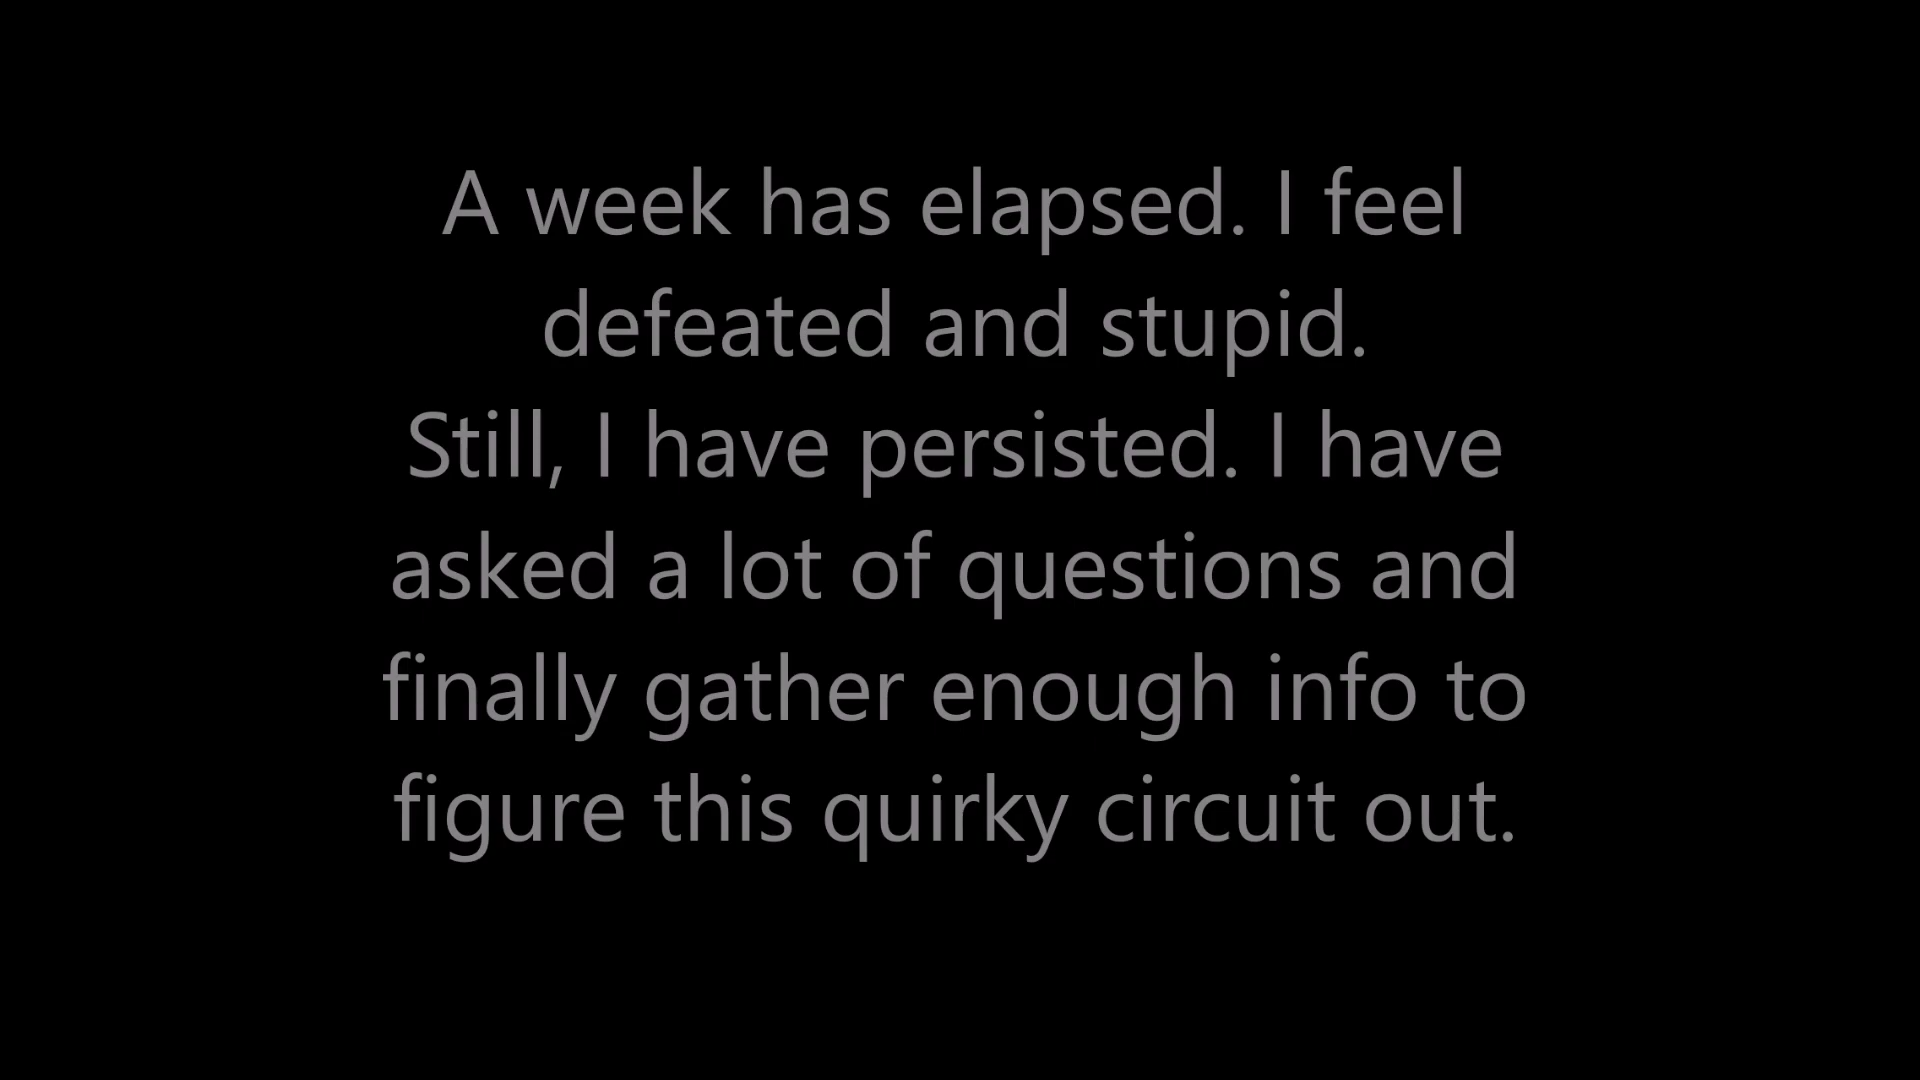 A week has elapsed. I feel
defeated and stupid.
Still, I have persisted. I have
asked a lot of questions and
finally gather enough info to
figure this quirky circuit out.